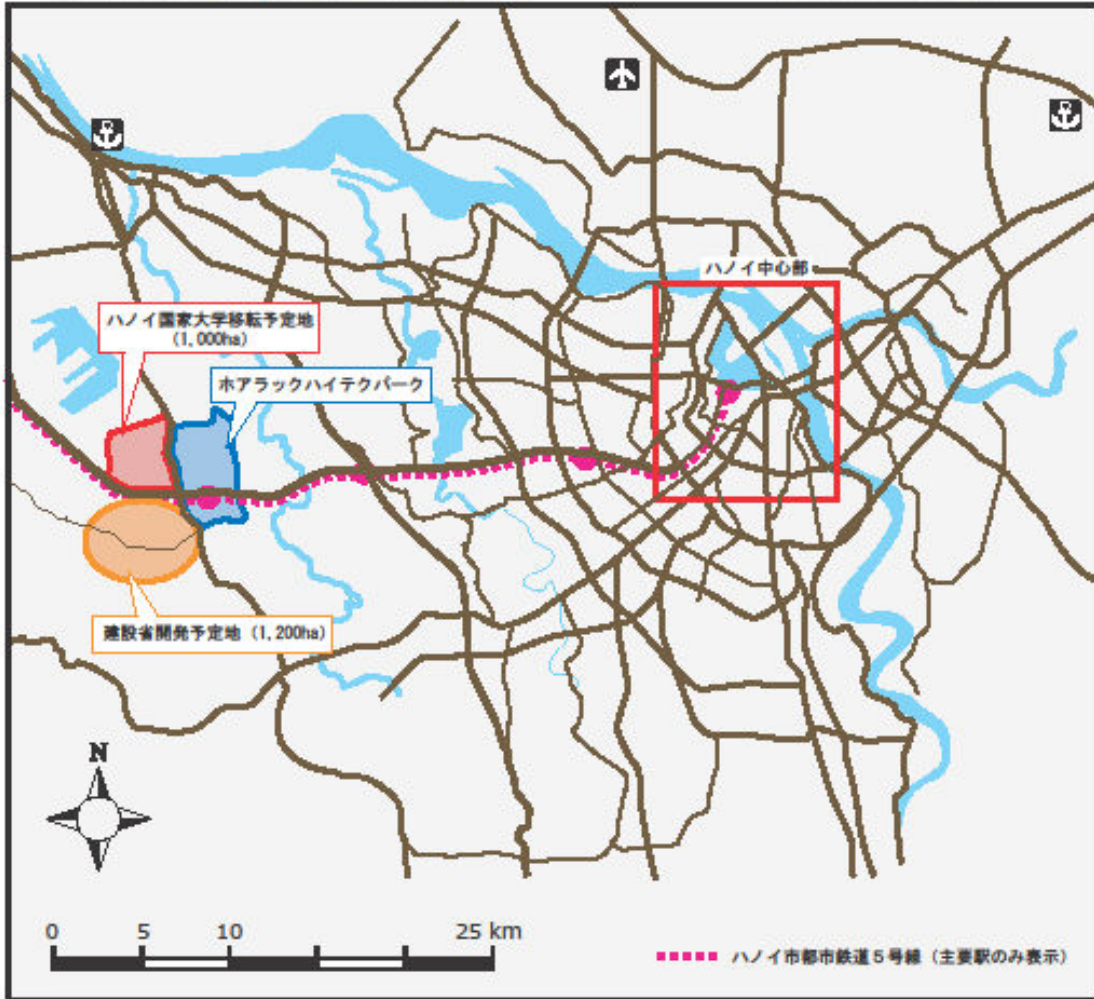 ハノイ中心部
ハノイ国家大学移転予定地
(1,000ha)
ホアラックハイテクパーク
建設省開発予定地（1,200ha）
N
0 5 10 25 km
ハノイ市都市鉄道５号線（主要駅のみ表示）